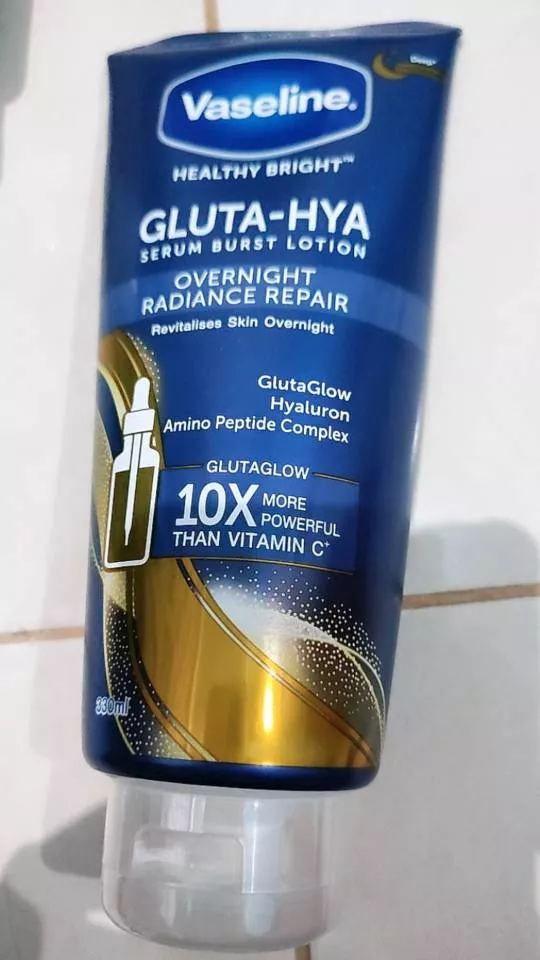 Vaseline.
HEALTHY BRIGHT™
GLUTA-HYA
SERUM BURST LOTION
OVERNIGHT
RADIANCE REPAIR
Revitalises Skin Overnight
GlutaGlow
Hyaluron
Amino Peptide Complex
GLUTAGLOW
10X MORE
POWERFUL
THAN VITAMIN C+
330ml